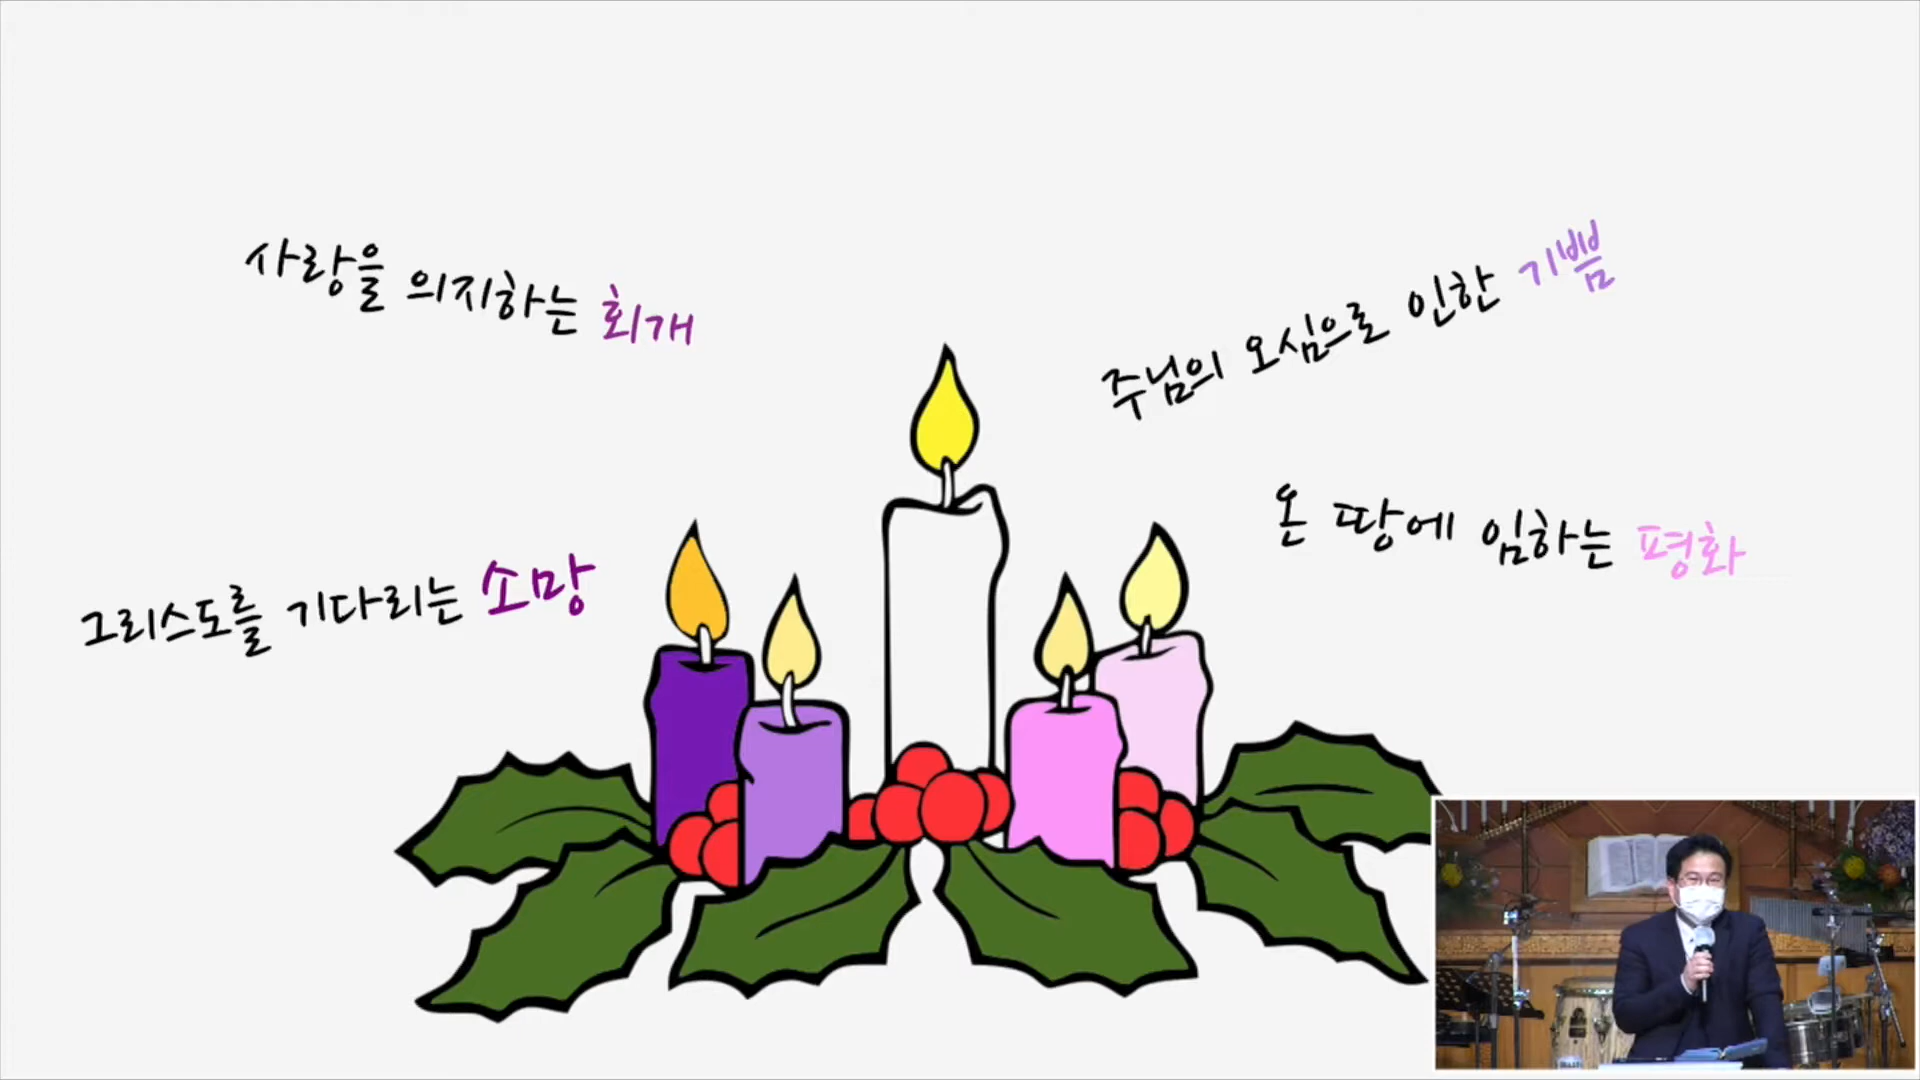 사랑을 의지하는 회개
주님의 오심으로 인한 기쁨
그리스도를 기다리는 소망
온 땅에 임하는 평화